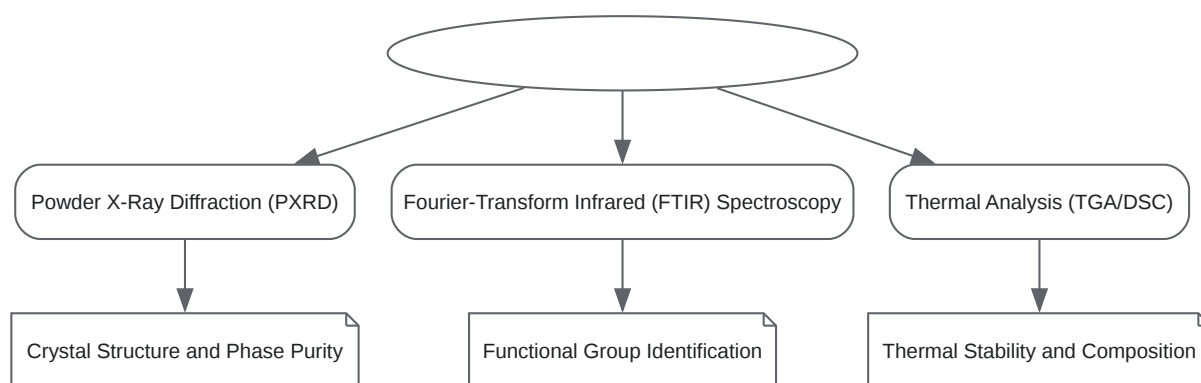 Powder X-Ray Diffraction (PXRD)
Fourier-Transform Infrared (FTIR) Spectroscopy
Thermal Analysis (TGA/DSC)
Crystal Structure and Phase Purity
Functional Group Identification
Thermal Stability and Composition